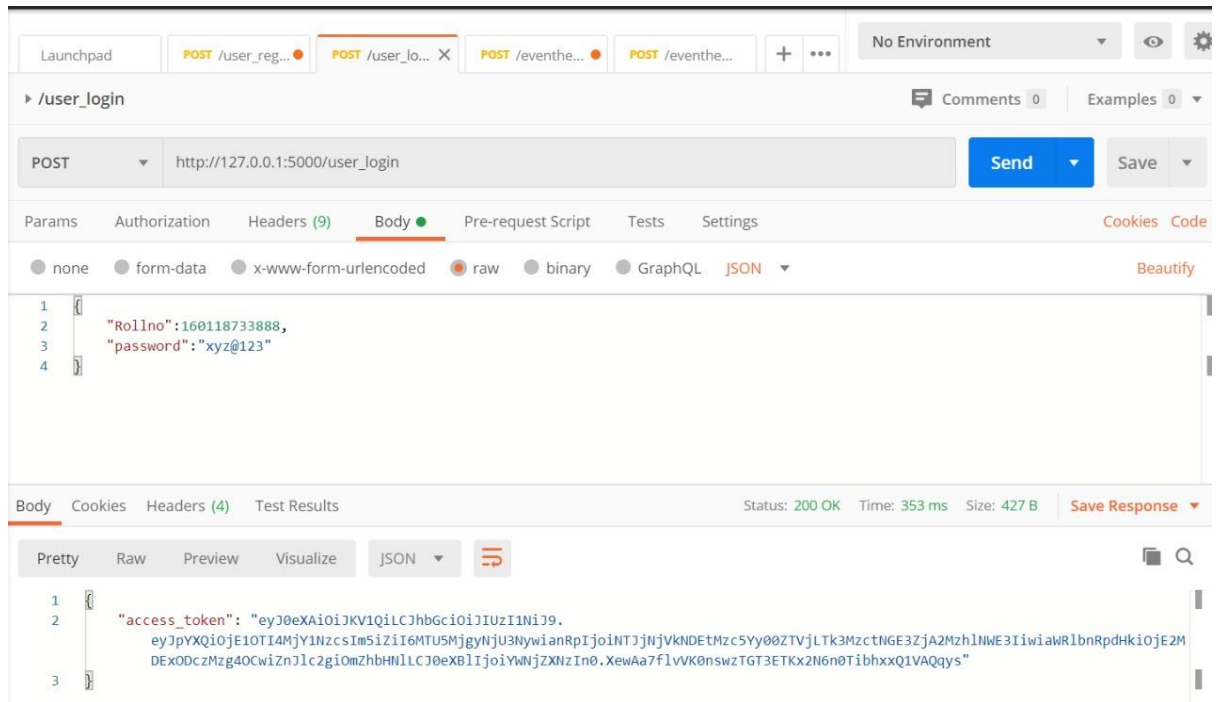 Launchpad POST /user_reg... POST /user_lo... POST /eventhe... POST /eventhe... No Environment
/user_login Comments 0 Examples 0
POST http://127.0.0.1:5000/user_login Send Save
Params Authorization Headers (9) Body Pre-request Script Tests Settings Cookies Code
none form-data x-www-form-urlencoded raw binary GraphQL JSON Beautify
1 {
2 "Rollno":160118733888,
3 "password":"xyz@123"
4 }
Body Cookies Headers (4) Test Results Status: 200 OK Time: 353 ms Size: 427 B Save Response
Pretty Raw Preview Visualize JSON
1 {
2 "access_token": "eyJ0eXAiOiJKV1QiLCJhbGciOiJIUzI1NiJ9.
eyJpYXQiOjE1OTI4MjY1NzcsIm5iZiI6MTU5MjgyNjU3NywianRpIjoiNTJjNjVkNDEtMzc5Yy00ZTVjLTk3MzctNGE3ZjA2MzhlNWE3IiwiaWRlbnRpdHkiOjE2M
DExODczMzg4OCwiZnJlc2giOmZhbHNlLCJ0eXBlIjoiYWNjZXNzIn0.XewAa7flvVK0nswzTGT3ETKx2N6n0TibhxxQ1VAQqys"
3 }